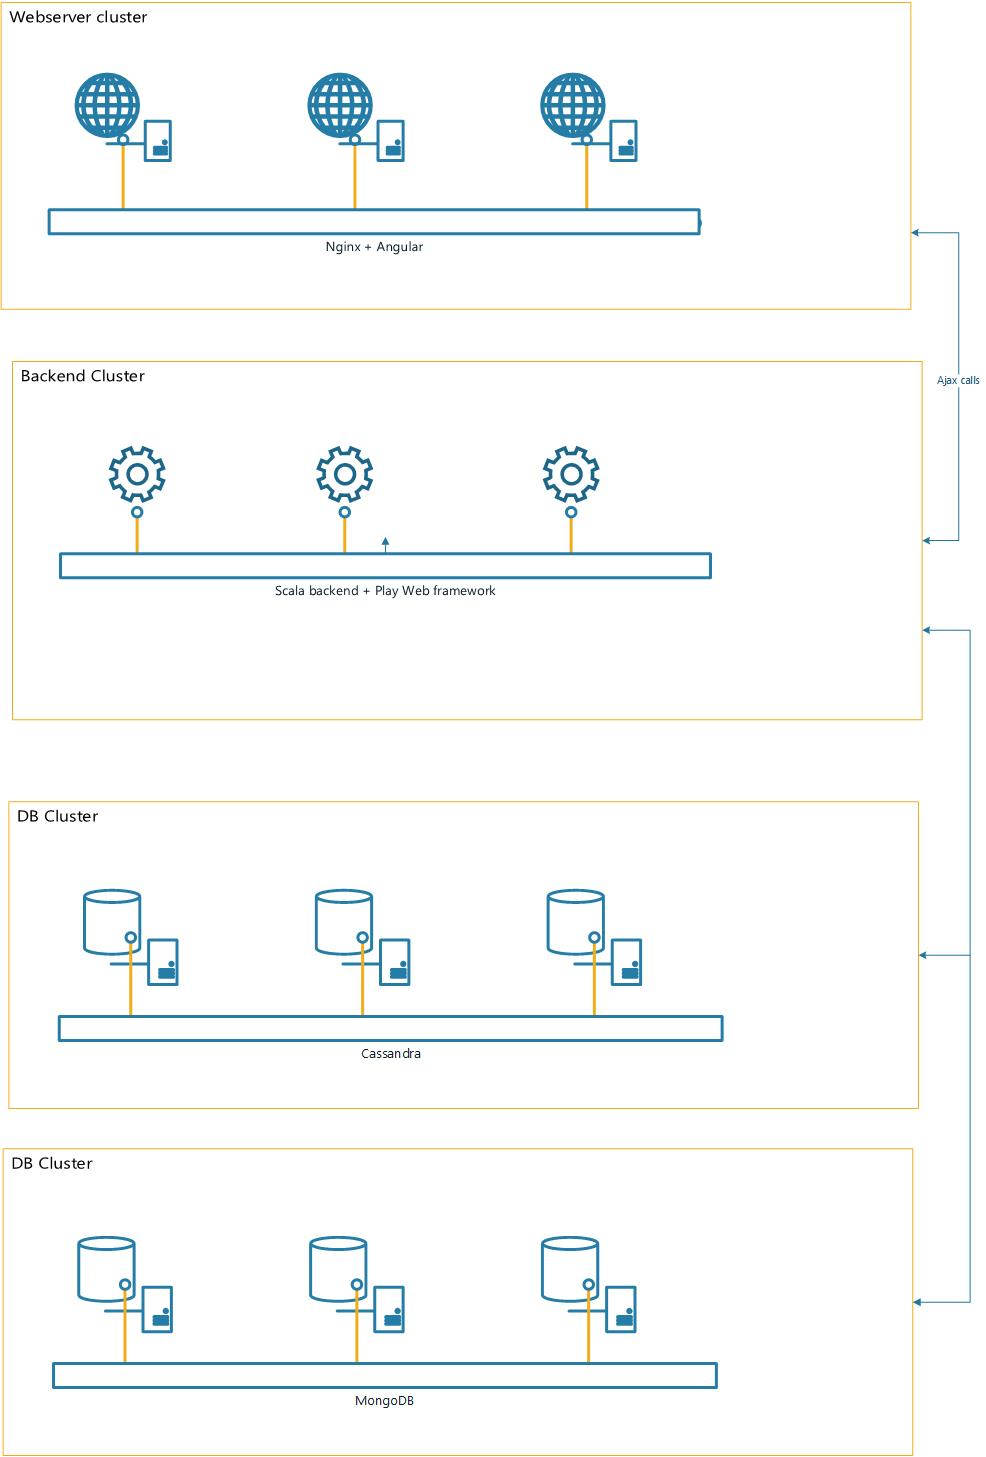 Webserver cluster
Nginx + Angular
Ajax calls
Backend Cluster
Scala backend + Play Web framework
DB Cluster
Cassandra
DB Cluster
MongoDB